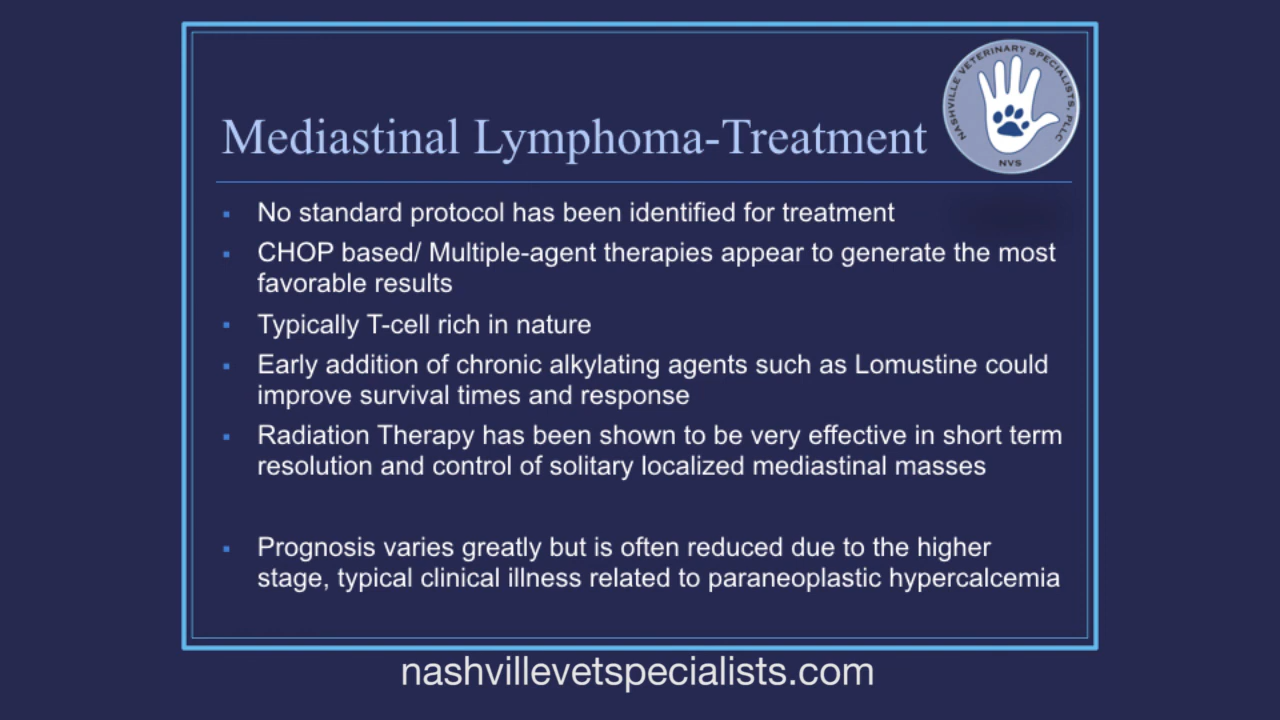 NASHVILLE VETERINARY SPECIALISTS, PLLC
NVS
Mediastinal Lymphoma-Treatment
No standard protocol has been identified for treatment
CHOP based/ Multiple-agent therapies appear to generate the most
favorable results
Typically T-cell rich in nature
Early addition of chronic alkylating agents such as Lomustine could
improve survival times and response
Radiation Therapy has been shown to be very effective in short term
resolution and control of solitary localized mediastinal masses
Prognosis varies greatly but is often reduced due to the higher
stage, typical clinical illness related to paraneoplastic hypercalcemia
nashvillevetspecialists.com